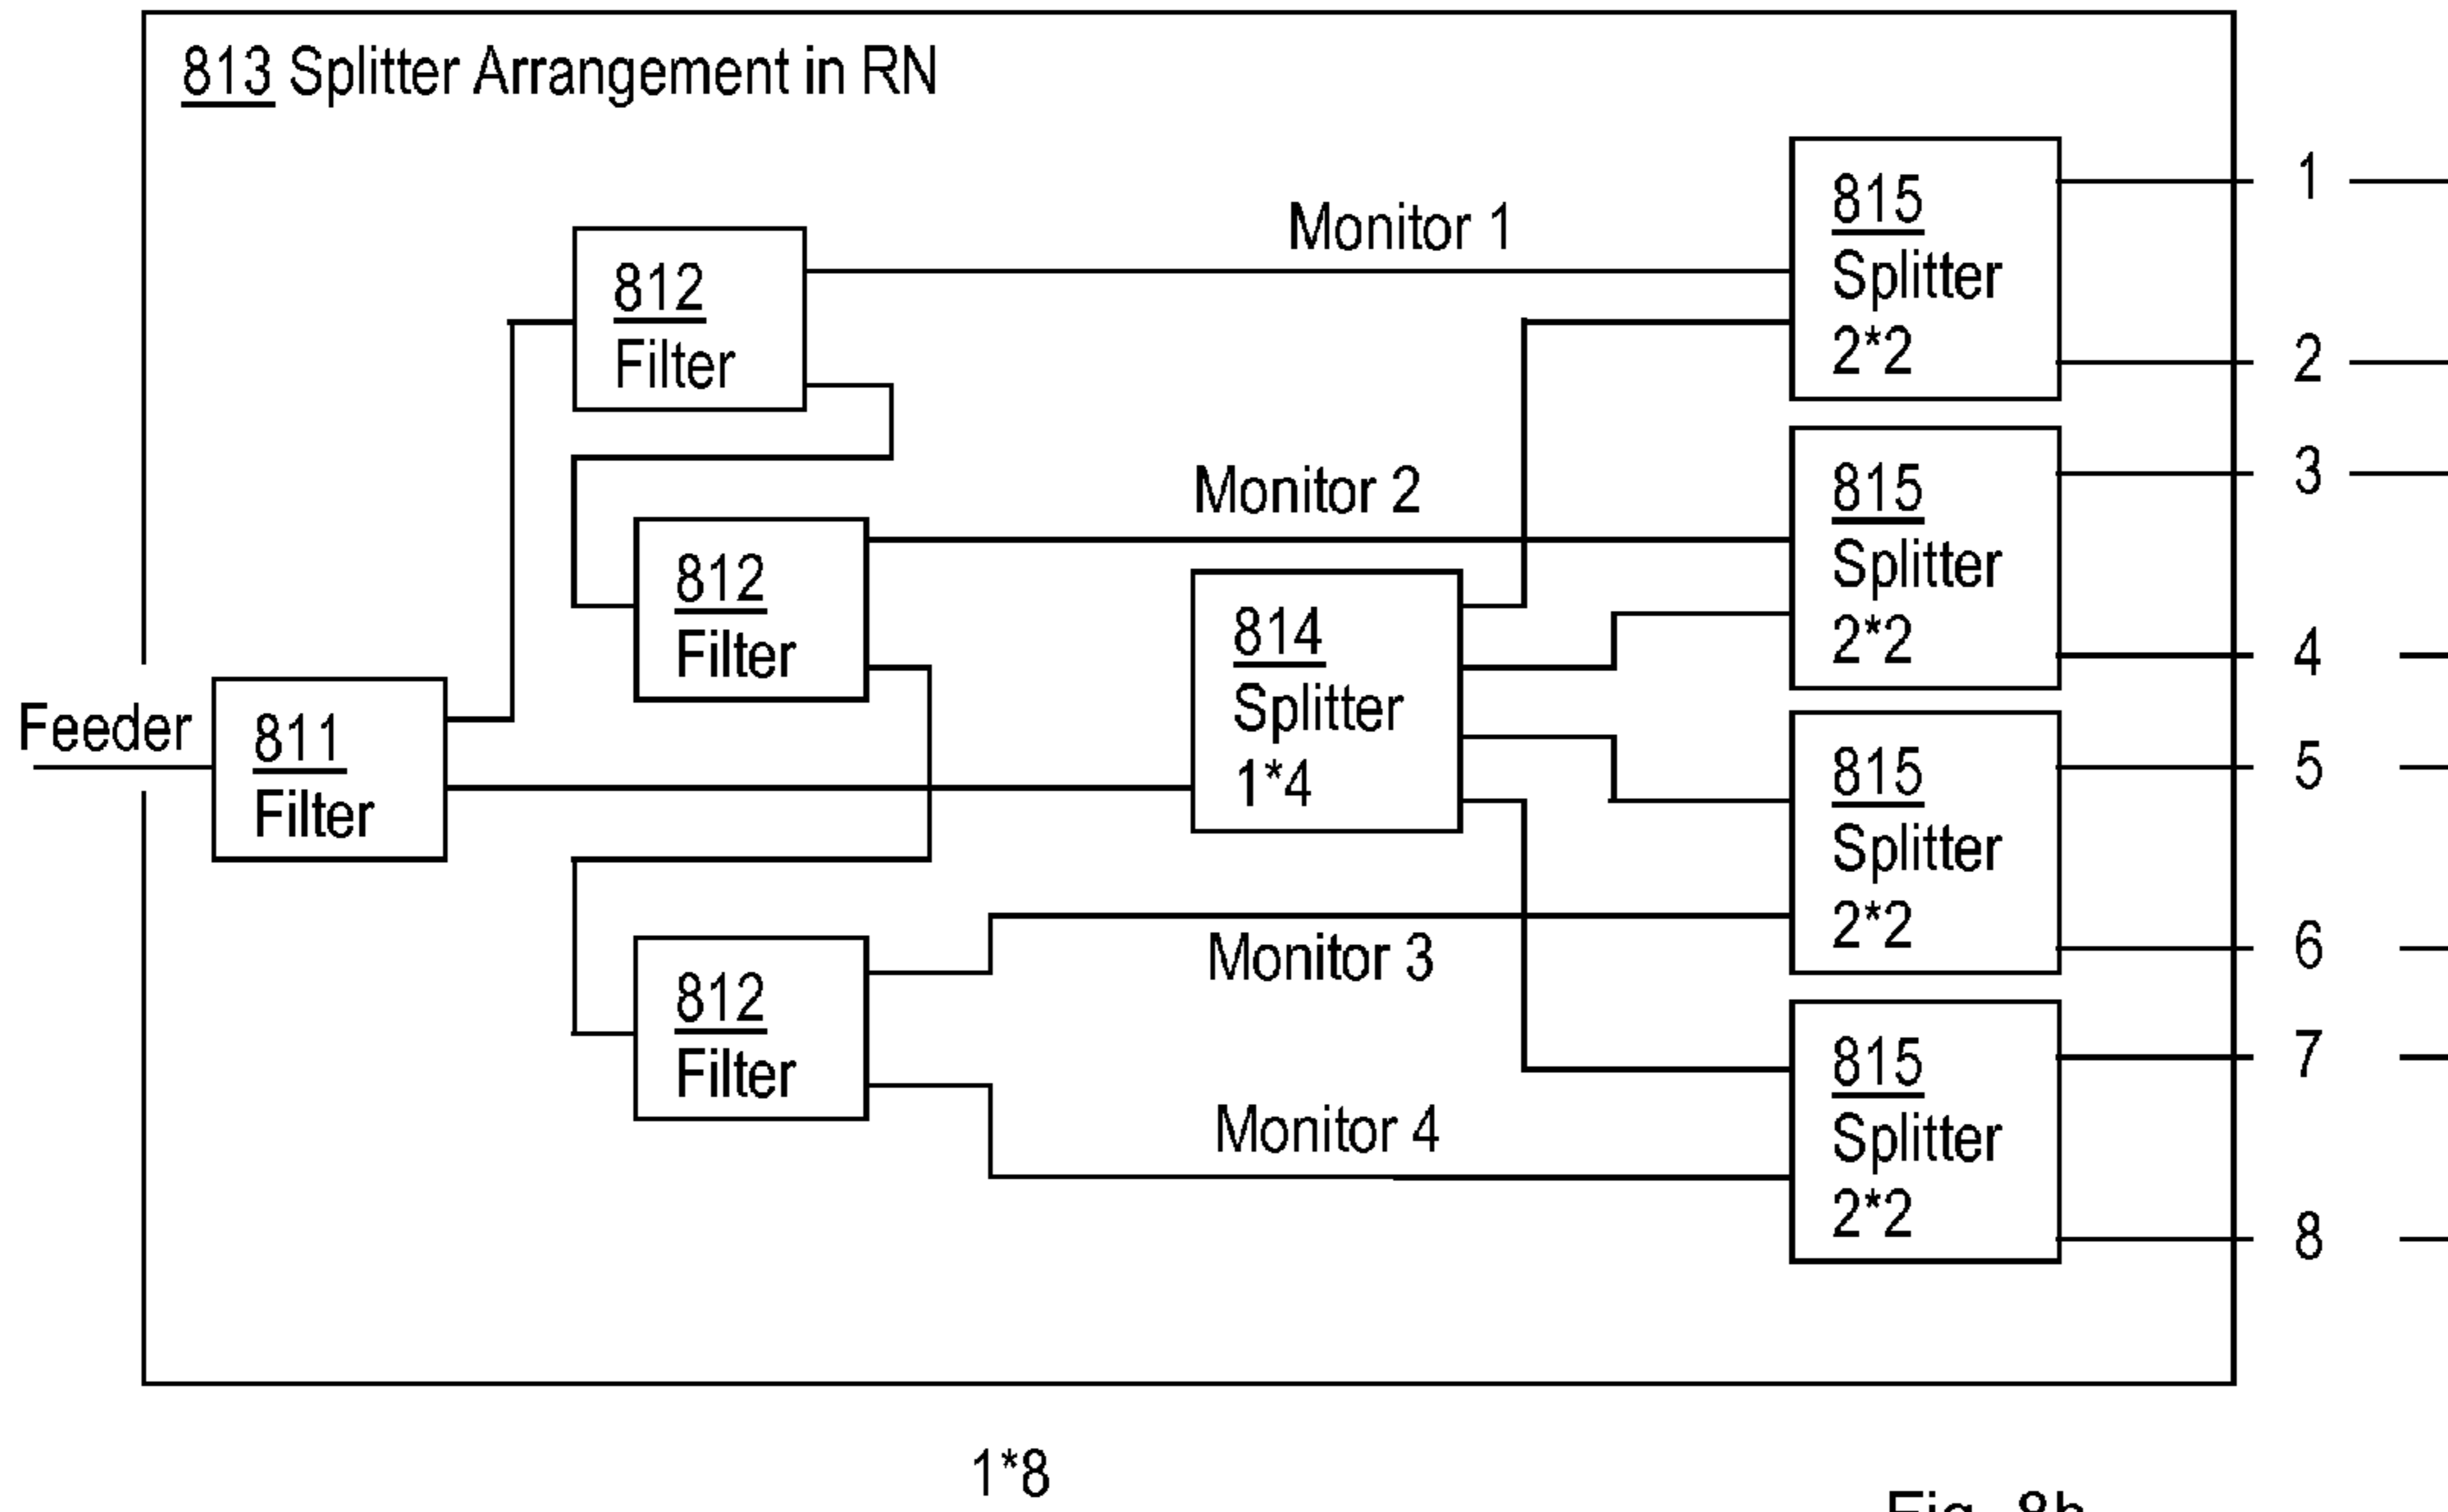 813 Splitter Arrangement in RN
Monitor 1
815
Splitter
2*2
1
2
812
Filter
Monitor 2
815
Splitter
2*2
3
4
812
Filter
814
Splitter
1*4
Feeder
811
Filter
815
Splitter
2*2
5
6
Monitor 3
812
Filter
Monitor 4
815
Splitter
2*2
7
8
1*8
Fig. 8b